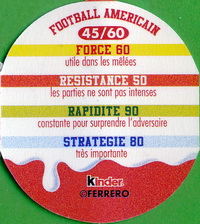 FOOTBALL AMERICAIN
45/60
FORCE 60
utile dans les mêlées
RESISTANCE 50
les parties ne sont pas intenses
RAPIDITE 90
constante pour surprendre l'adversaire
STRATEGIE 80
très importante
Kinder
©FERRERO